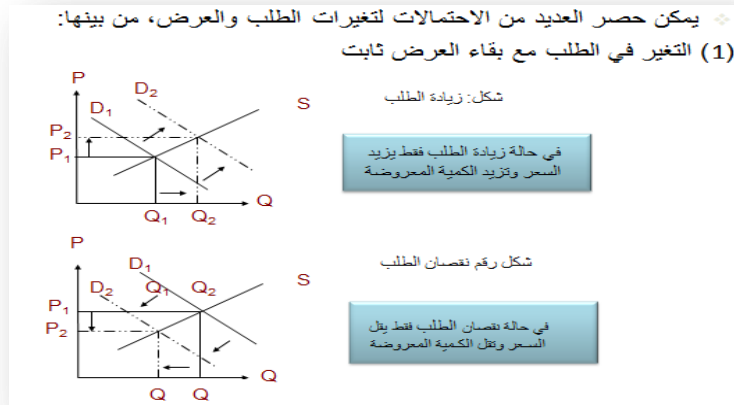 يمكن حصر العديد من الاحتمالات لتغيرات الطلب والعرض، من بينها:
(1) التغير في الطلب مع بقاء العرض ثابت
شكل: زيادة الطلب
P
D₂
D₁
S
P₂
P₁
Q
Q₁ Q₂
في حالة زيادة الطلب فقط يزيد
السعر وتزيد الكمية المعروضة
شكل رقم نقصان الطلب
P
D₁
S
D₂ Q₁ Q₂
P₁
P₂
Q
Q Q
في حالة نقصان الطلب فقط يقل
السعر وتقل الكمية المعروضة